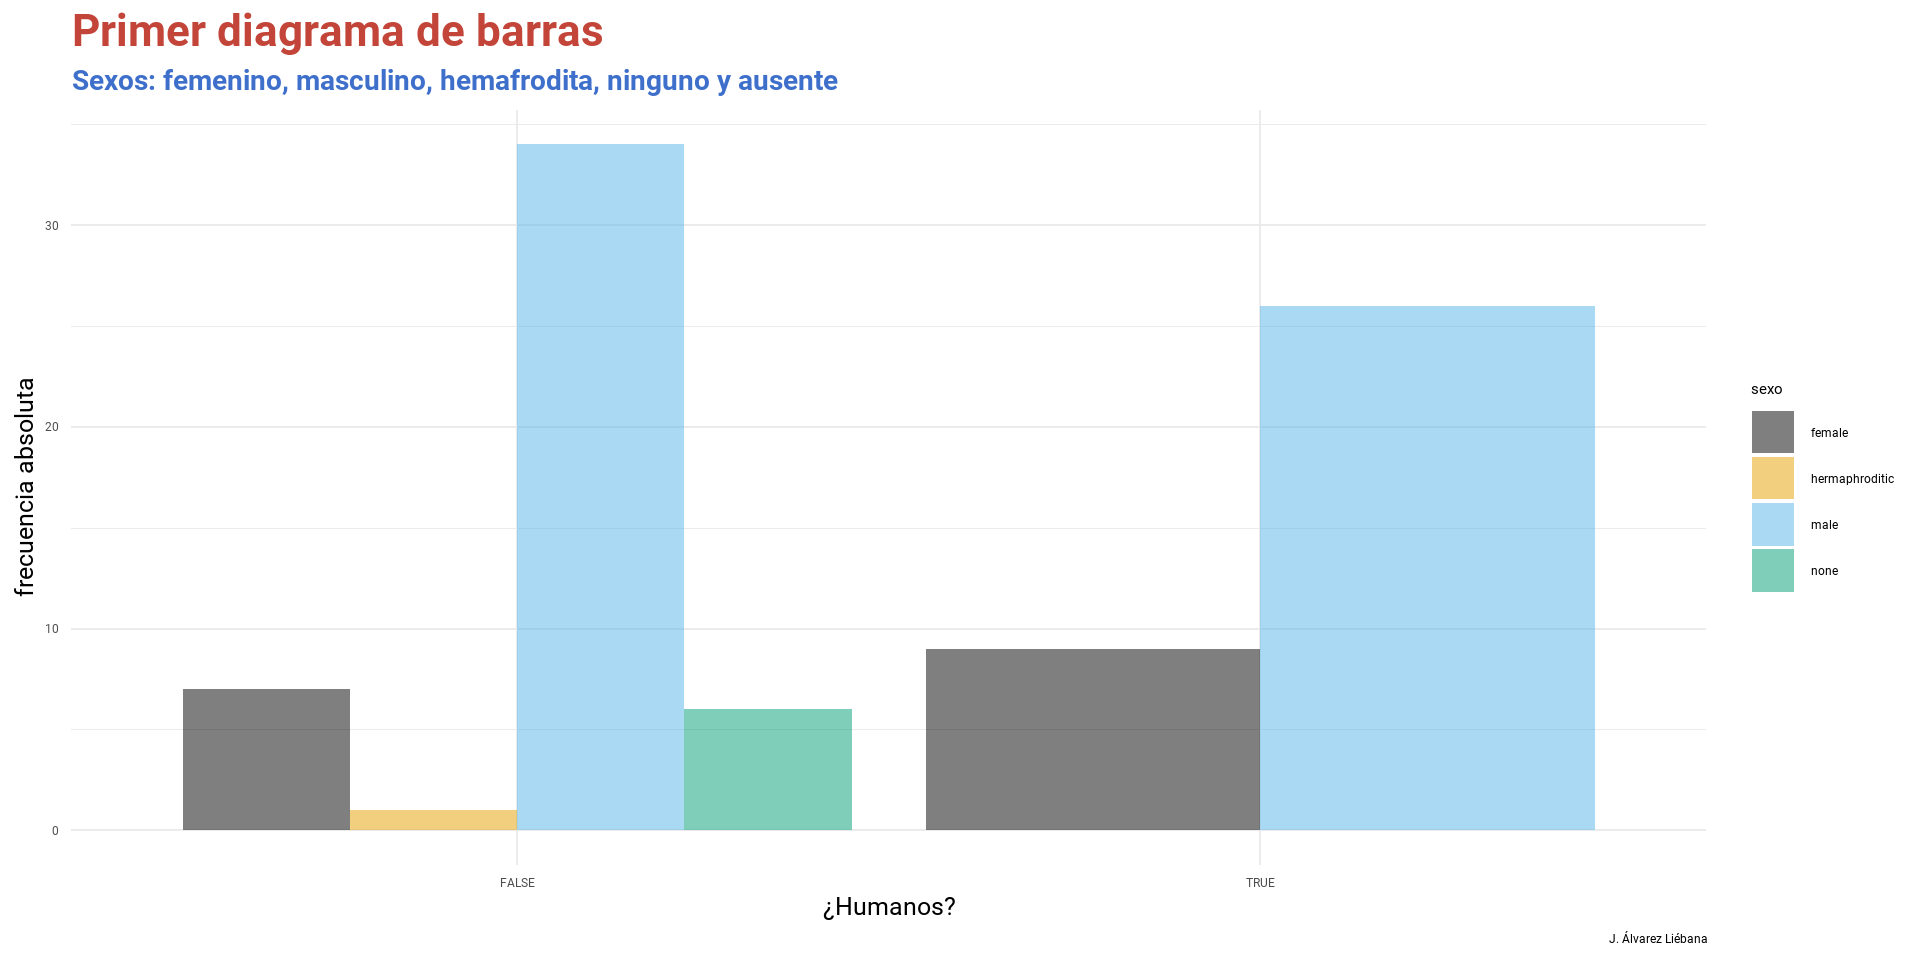 Primer diagrama de barras
Sexos: femenino, masculino, hemafrodita, ninguno y ausente
frecuencia absoluta
30
20
10
0
FALSE
TRUE
¿Humanos?
sexo
female
hermaphroditic
male
none
J. Álvarez Liébana